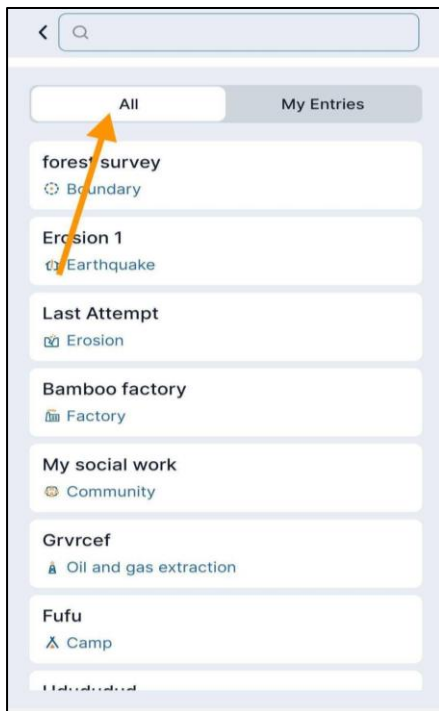 All
My Entries
forest survey
Boundary
Erosion 1
Earthquake
Last Attempt
Erosion
Bamboo factory
Factory
My social work
Community
Grvrcef
Oil and gas extraction
Fufu
Camp